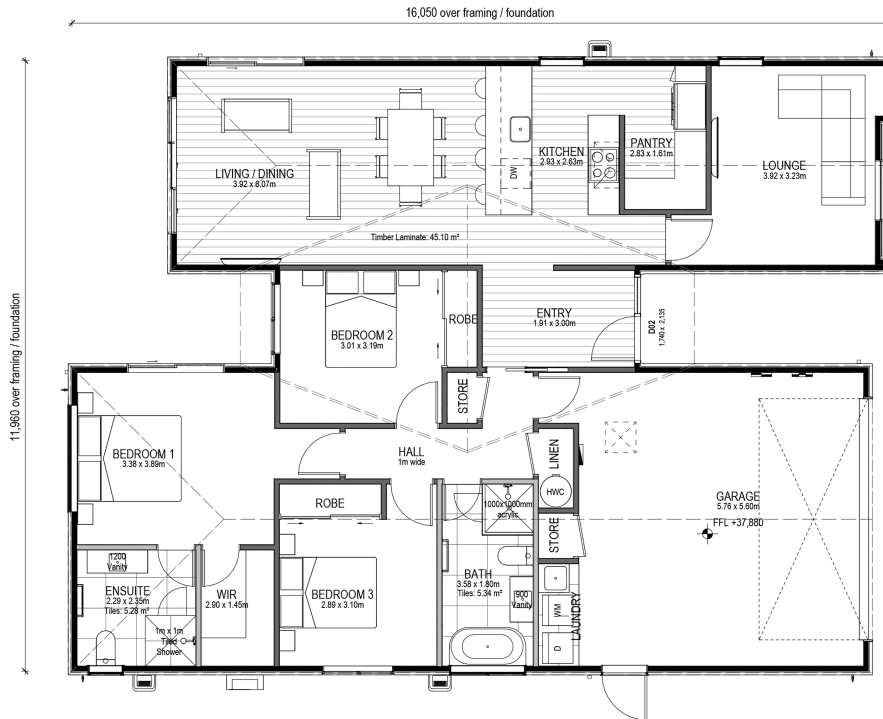 16,050 over framing / foundation
11,960 over framing / foundation
LIVING / DINING
3.92 x 6.07m
Timber Laminate: 45.10 m²
KITCHEN
2.93 x 2.63m
DW
PANTRY
2.83 x 1.61m
LOUNGE
3.92 x 3.23m
BEDROOM 2
3.01 x 3.19m
ROBE
ENTRY
1.91 x 3.00m
D02
1,740 x 2,135
STORE
BEDROOM 1
3.38 x 3.89m
HALL
1m wide
LINEN
HWC
ROBE
1000x1000mm
acrylic
GARAGE
5.76 x 5.60m
FFL +37,880
STORE
1200
Vanity
ENSUITE
2.29 x 2.35m
Tiles: 5.28 m²
1m x 1m
Tiled
Shower
WIR
2.90 x 1.45m
BEDROOM 3
2.89 x 3.10m
BATH
3.58 x 1.80m
Tiles: 5.34 m²
900
Vanity
WM
LAUNDRY
D